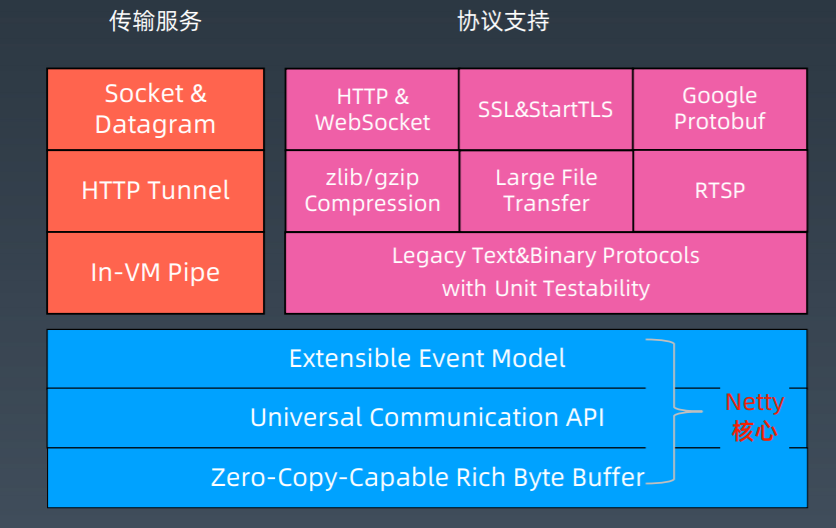 传输服务
协议支持
Socket &
Datagram
HTTP &
WebSocket
SSL&StartTLS
Google
Protobuf
HTTP Tunnel
zlib/gzip
Compression
Large File
Transfer
RTSP
In-VM Pipe
Legacy Text&Binary Protocols
with Unit Testability
Extensible Event Model
Universal Communication API
Zero-Copy-Capable Rich Byte Buffer
Netty
核心